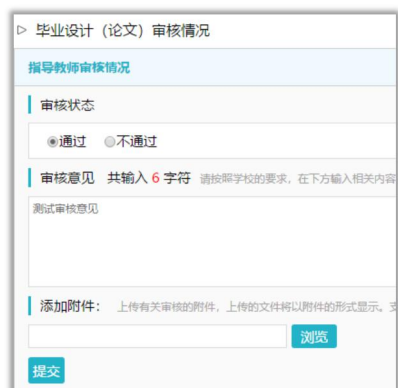 毕业设计（论文）审核情况
指导教师审核情况
审核状态
通过 不通过
审核意见 共输入 6 字符 请按照学校的要求，在下方输入相关内容
测试审核意见
添加附件： 上传有关审核的附件，上传的文件将以附件的形式显示。支
浏览
提交